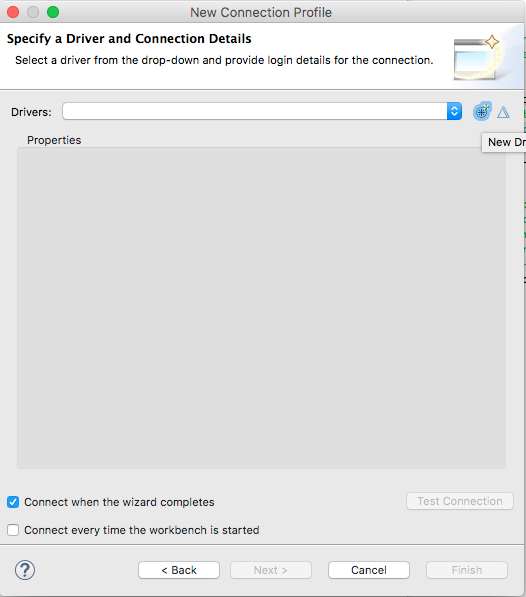 New Connection Profile
Specify a Driver and Connection Details
Select a driver from the drop-down and provide login details for the connection.
Drivers:
New Dr
Properties
Connect when the wizard completes
Test Connection
Connect every time the workbench is started
?
< Back
Next >
Cancel
Finish